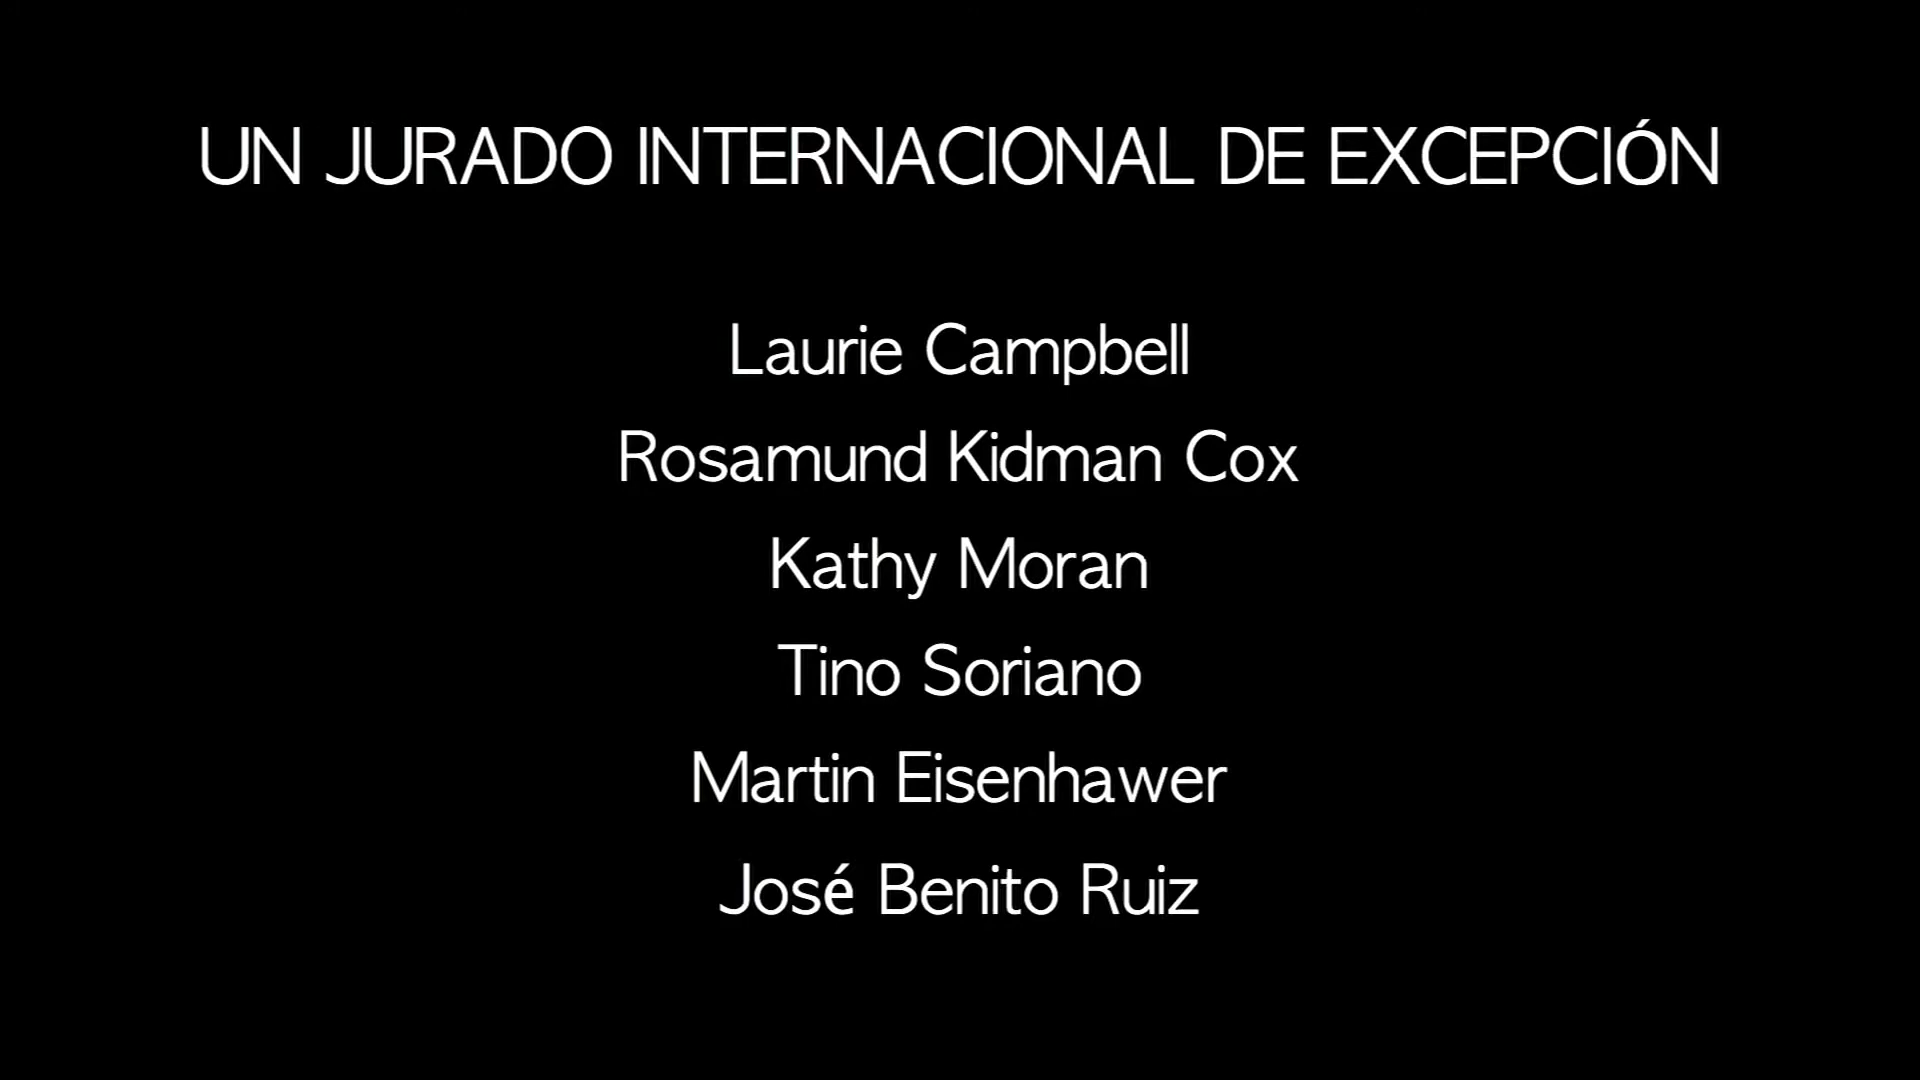 UN JURADO INTERNACIONAL DE EXCEPCIÓN
Laurie Campbell
Rosamund Kidman Cox
Kathy Moran
Tino Soriano
Martin Eisenhawer
José Benito Ruiz